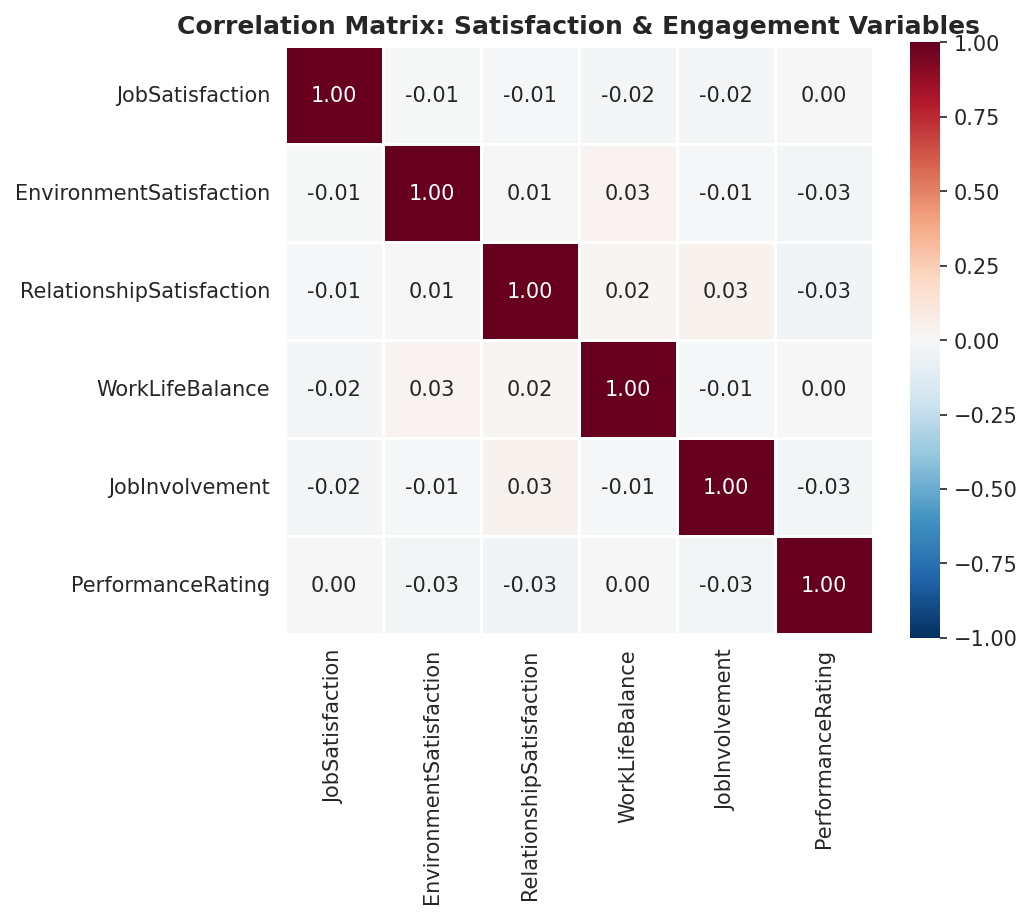 Correlation Matrix: Satisfaction & Engagement Variables
JobSatisfaction 1.00 -0.01 -0.01 -0.02 -0.02 0.00
EnvironmentSatisfaction -0.01 1.00 0.01 0.03 -0.01 -0.03
RelationshipSatisfaction -0.01 0.01 1.00 0.02 0.03 -0.03
WorkLifeBalance -0.02 0.03 0.02 1.00 -0.01 0.00
JobInvolvement -0.02 -0.01 0.03 -0.01 1.00 -0.03
PerformanceRating 0.00 -0.03 -0.03 0.00 -0.03 1.00
JobSatisfaction
EnvironmentSatisfaction
RelationshipSatisfaction
WorkLifeBalance
JobInvolvement
PerformanceRating
1.00
0.75
0.50
0.25
0.00
−0.25
−0.50
−0.75
−1.00